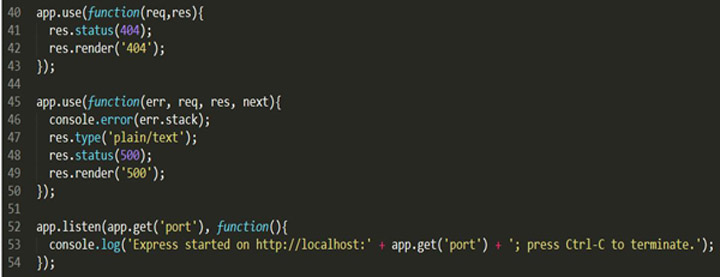 40 app.use(function(req,res){
41   res.status(404);
42   res.render('404');
43 });
44
45 app.use(function(err, req, res, next){
46   console.error(err.stack);
47   res.type('plain/text');
48   res.status(500);
49   res.render('500');
50 });
51
52 app.listen(app.get('port'), function(){
53   console.log('Express started on http://localhost:' + app.get('port') + '; press Ctrl-C to terminate.');
54 });